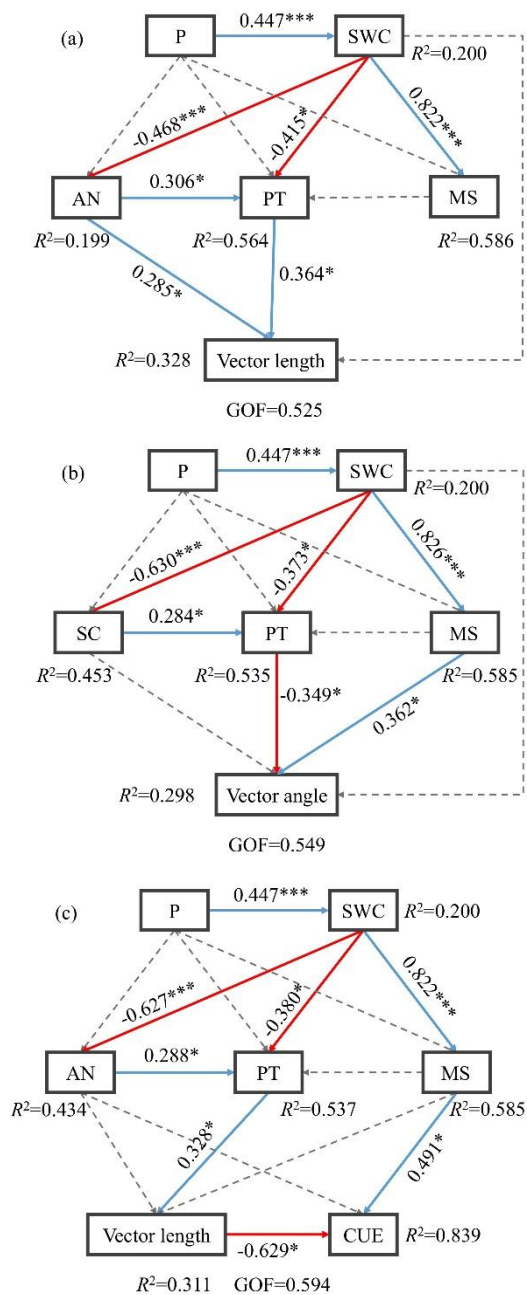 (a)
P
0.447***
SWC
R²=0.200
-0.468***
-0.415*
0.822***
AN
0.306*
PT
MS
R²=0.199
R²=0.564
R²=0.586
0.285*
0.364*
R²=0.328
Vector length
GOF=0.525
(b)
P
0.447***
SWC
R²=0.200
-0.630***
-0.373*
0.826***
SC
0.284*
PT
MS
R²=0.453
R²=0.535
R²=0.585
-0.349*
0.362*
R²=0.298
Vector angle
GOF=0.549
(c)
P
0.447***
SWC
R²=0.200
-0.627***
-0.380*
0.822***
AN
0.288*
PT
MS
R²=0.434
R²=0.537
R²=0.585
0.328*
0.491*
Vector length
-0.629*
CUE
R²=0.839
R²=0.311
GOF=0.594